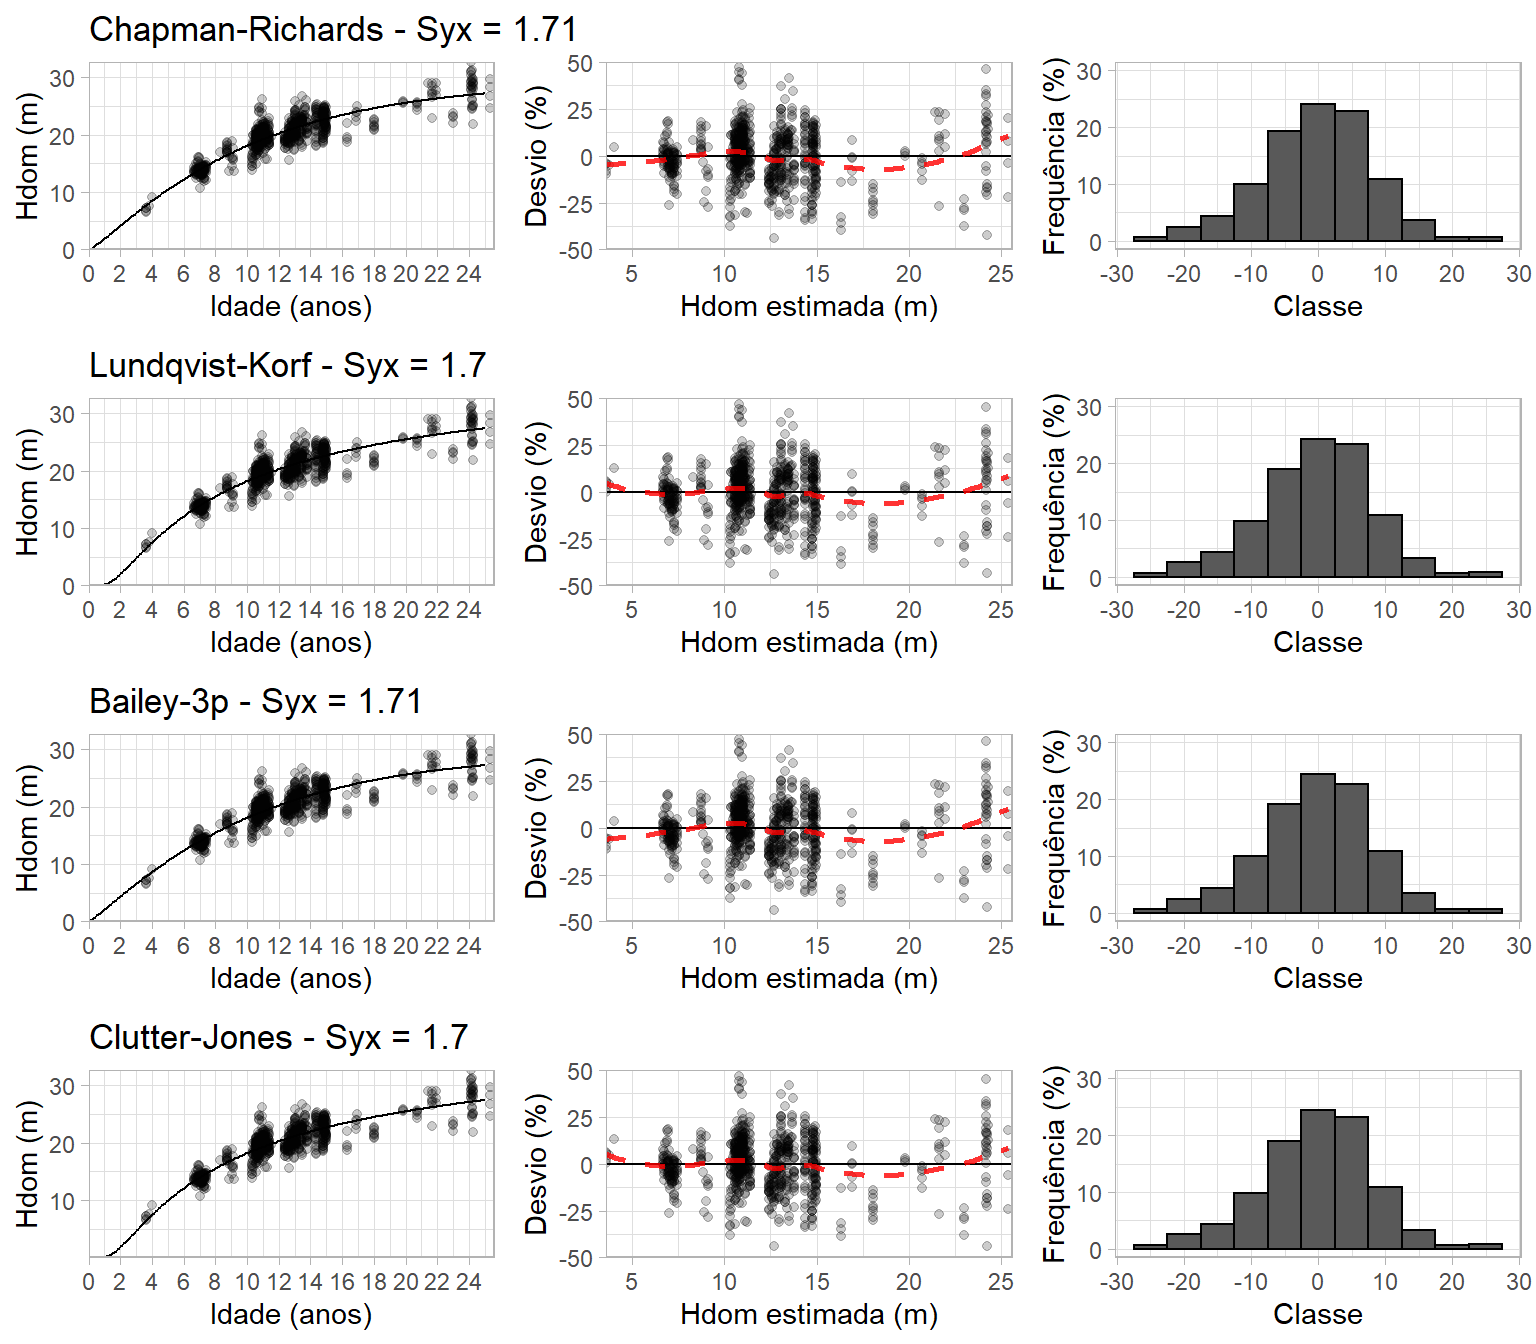 Chapman-Richards - Syx = 1.71
Hdom (m)
30
20
10
0
0 2 4 6 8 10 12 14 16 18 20 22 24
Idade (anos)
Desvio (%)
50
25
0
-25
-50
5 10 15 20 25
Hdom estimada (m)
Frequência (%)
30
20
10
0
-30 -20 -10 0 10 20 30
Classe
Lundqvist-Korf - Syx = 1.7
Hdom (m)
30
20
10
0
0 2 4 6 8 10 12 14 16 18 20 22 24
Idade (anos)
Desvio (%)
50
25
0
-25
-50
5 10 15 20 25
Hdom estimada (m)
Frequência (%)
30
20
10
0
-30 -20 -10 0 10 20 30
Classe
Bailey-3p - Syx = 1.71
Hdom (m)
30
20
10
0
0 2 4 6 8 10 12 14 16 18 20 22 24
Idade (anos)
Desvio (%)
50
25
0
-25
-50
5 10 15 20 25
Hdom estimada (m)
Frequência (%)
30
20
10
0
-30 -20 -10 0 10 20 30
Classe
Clutter-Jones - Syx = 1.7
Hdom (m)
30
20
10
0 2 4 6 8 10 12 14 16 18 20 22 24
Idade (anos)
Desvio (%)
50
25
0
-25
-50
5 10 15 20 25
Hdom estimada (m)
Frequência (%)
30
20
10
0
-30 -20 -10 0 10 20 30
Classe